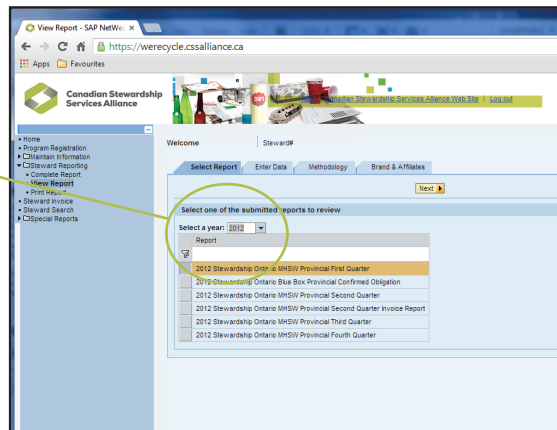 View Report - SAP NetWea
https://werecycle.cssalliance.ca
Apps Favourites
Canadian Stewardship
Services Alliance
Canadian Stewardship Services Alliance Web Site | Log out
Home
Program Registration
Maintain Information
Steward Reporting
Complete Report
View Report
Print Report
Steward Invoice
Steward Search
Special Reports
Welcome Steward#
Select Report Enter Data Methodology Brand & Affiliates
Next
Select one of the submitted reports to review
Select a year: 2012
Report
2012 Stewardship Ontario MHSW Provincial First Quarter
2012 Stewardship Ontario Blue Box Provincial Confirmed Obligation
2012 Stewardship Ontario MHSW Provincial Second Quarter
2012 Stewardship Ontario MHSW Provincial Second Quarter Invoice Report
2012 Stewardship Ontario MHSW Provincial Third Quarter
2012 Stewardship Ontario MHSW Provincial Fourth Quarter